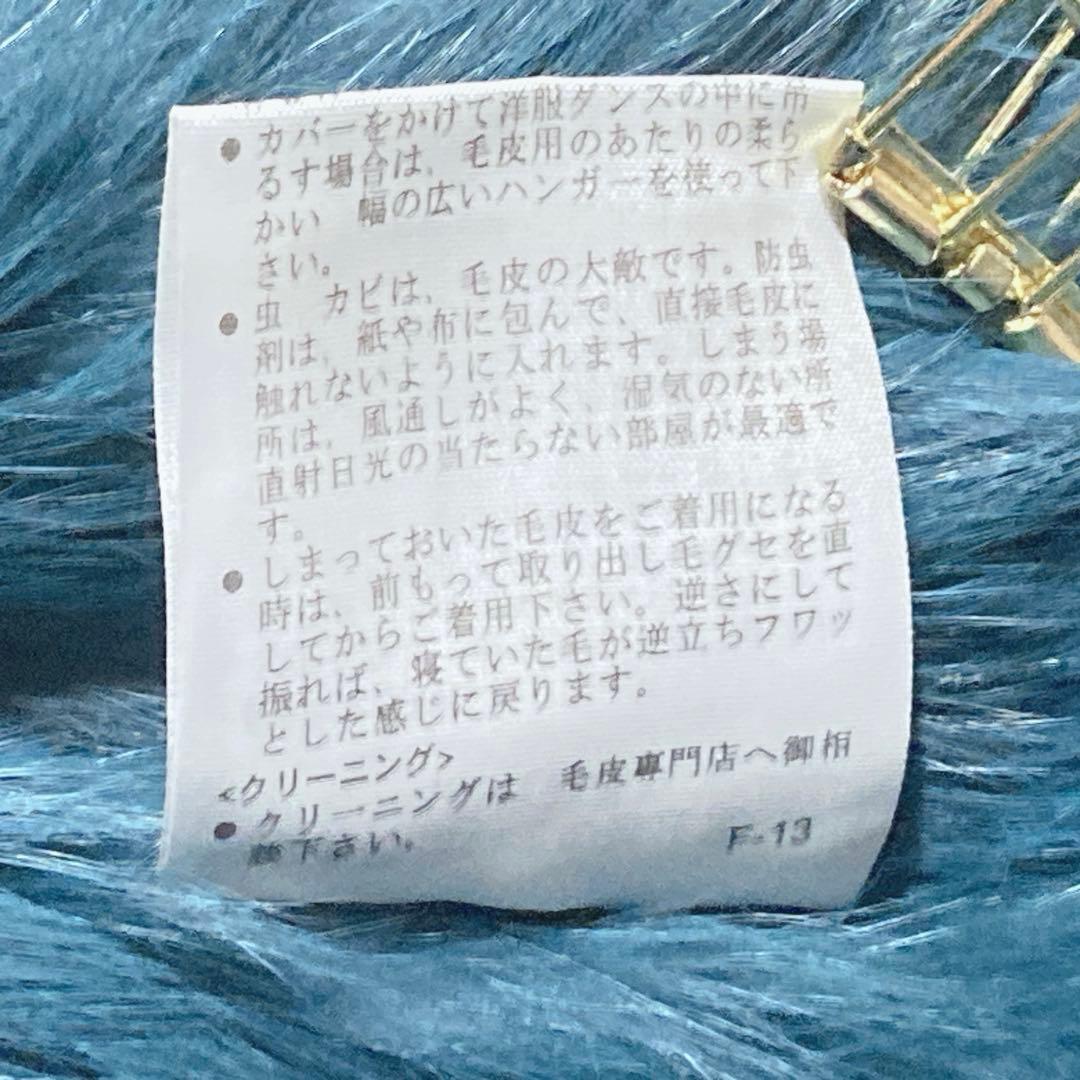 ● カバーをかけて洋服ダンスの中に吊
るす場合は、毛皮用のあたりの柔ら
かい 幅の広いハンガーを使って下
さい。
● 虫 カビは、毛皮の大敵です。防虫
剤は、紙や布に包んで、直接毛皮に
触れないように入れます。しまう場
所は、風通しがよく、湿気のない所
直射日光の当たらない部屋が最適で
す。
● しまっておいた毛皮をご着用になる
時は、前もって取り出し毛グセを直
してからご着用下さい。逆さにして
振れば、寝ていた毛が逆立ちフワッ
とした感じに戻ります。
<クリーニング>
● クリーニングは 毛皮専門店へ御相
談下さい。
F-13